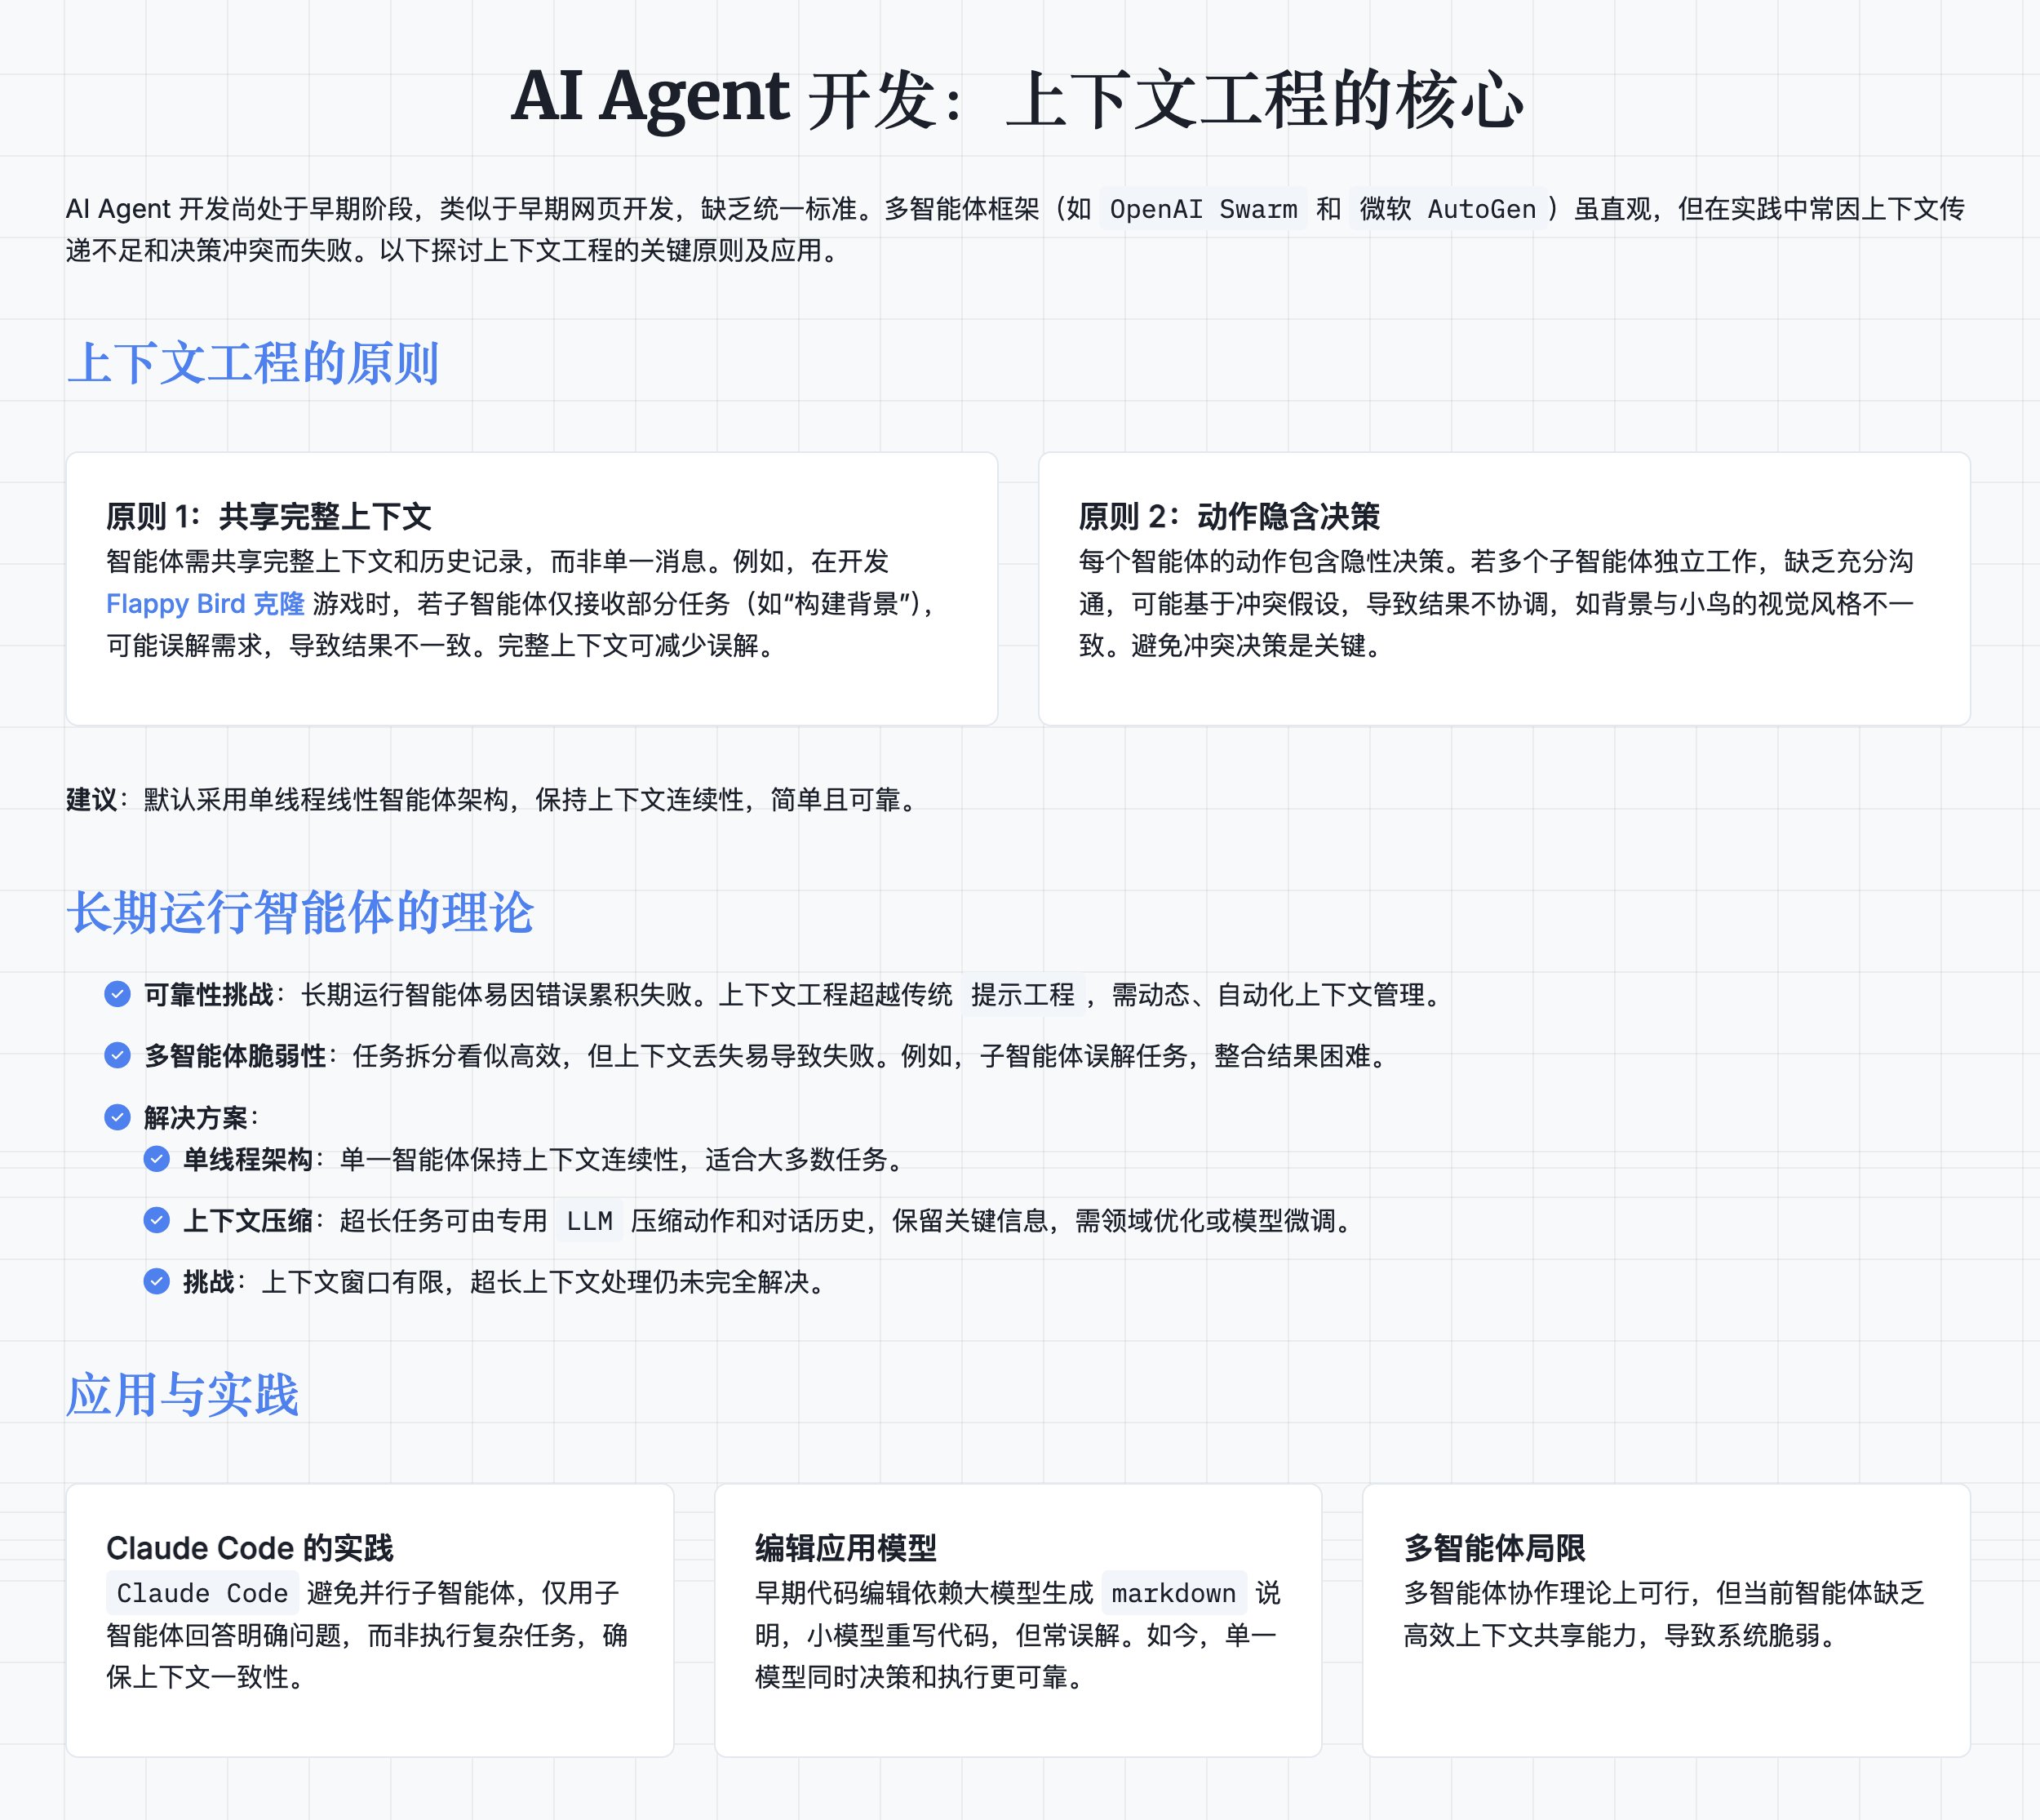 AI Agent 开发：上下文工程的核心
AI Agent 开发尚处于早期阶段，类似于早期网页开发，缺乏统一标准。多智能体框架（如 OpenAI Swarm 和 微软 AutoGen）虽直观，但在实践中常因上下文传
递不足和决策冲突而失败。以下探讨上下文工程的关键原则及应用。
上下文工程的原则
原则 1：共享完整上下文
智能体需共享完整上下文和历史记录，而非单一消息。例如，在开发
Flappy Bird 克隆 游戏时，若子智能体仅接收部分任务（如“构建背景”），
可能误解需求，导致结果不一致。完整上下文可减少误解。
原则 2：动作隐含决策
每个智能体的动作包含隐性决策。若多个子智能体独立工作，缺乏充分沟
通，可能基于冲突假设，导致结果不协调，如背景与小鸟的视觉风格不一
致。避免冲突决策是关键。
建议：默认采用单线程线性智能体架构，保持上下文连续性，简单且可靠。
长期运行智能体的理论
可靠性挑战：长期运行智能体易因错误累积失败。上下文工程超越传统 提示工程，需动态、自动化上下文管理。
多智能体脆弱性：任务拆分看似高效，但上下文丢失易导致失败。例如，子智能体误解任务，整合结果困难。
解决方案：
单线程架构：单一智能体保持上下文连续性，适合大多数任务。
上下文压缩：超长任务可由专用 LLM 压缩动作和对话历史，保留关键信息，需领域优化或模型微调。
挑战：上下文窗口有限，超长上下文处理仍未完全解决。
应用与实践
Claude Code 的实践
Claude Code 避免并行子智能体，仅用子
智能体回答明确问题，而非执行复杂任务，确
保上下文一致性。
编辑应用模型
早期代码编辑依赖大模型生成 markdown 说
明，小模型重写代码，但常误解。如今，单一
模型同时决策和执行更可靠。
多智能体局限
多智能体协作理论上可行，但当前智能体缺乏
高效上下文共享能力，导致系统脆弱。